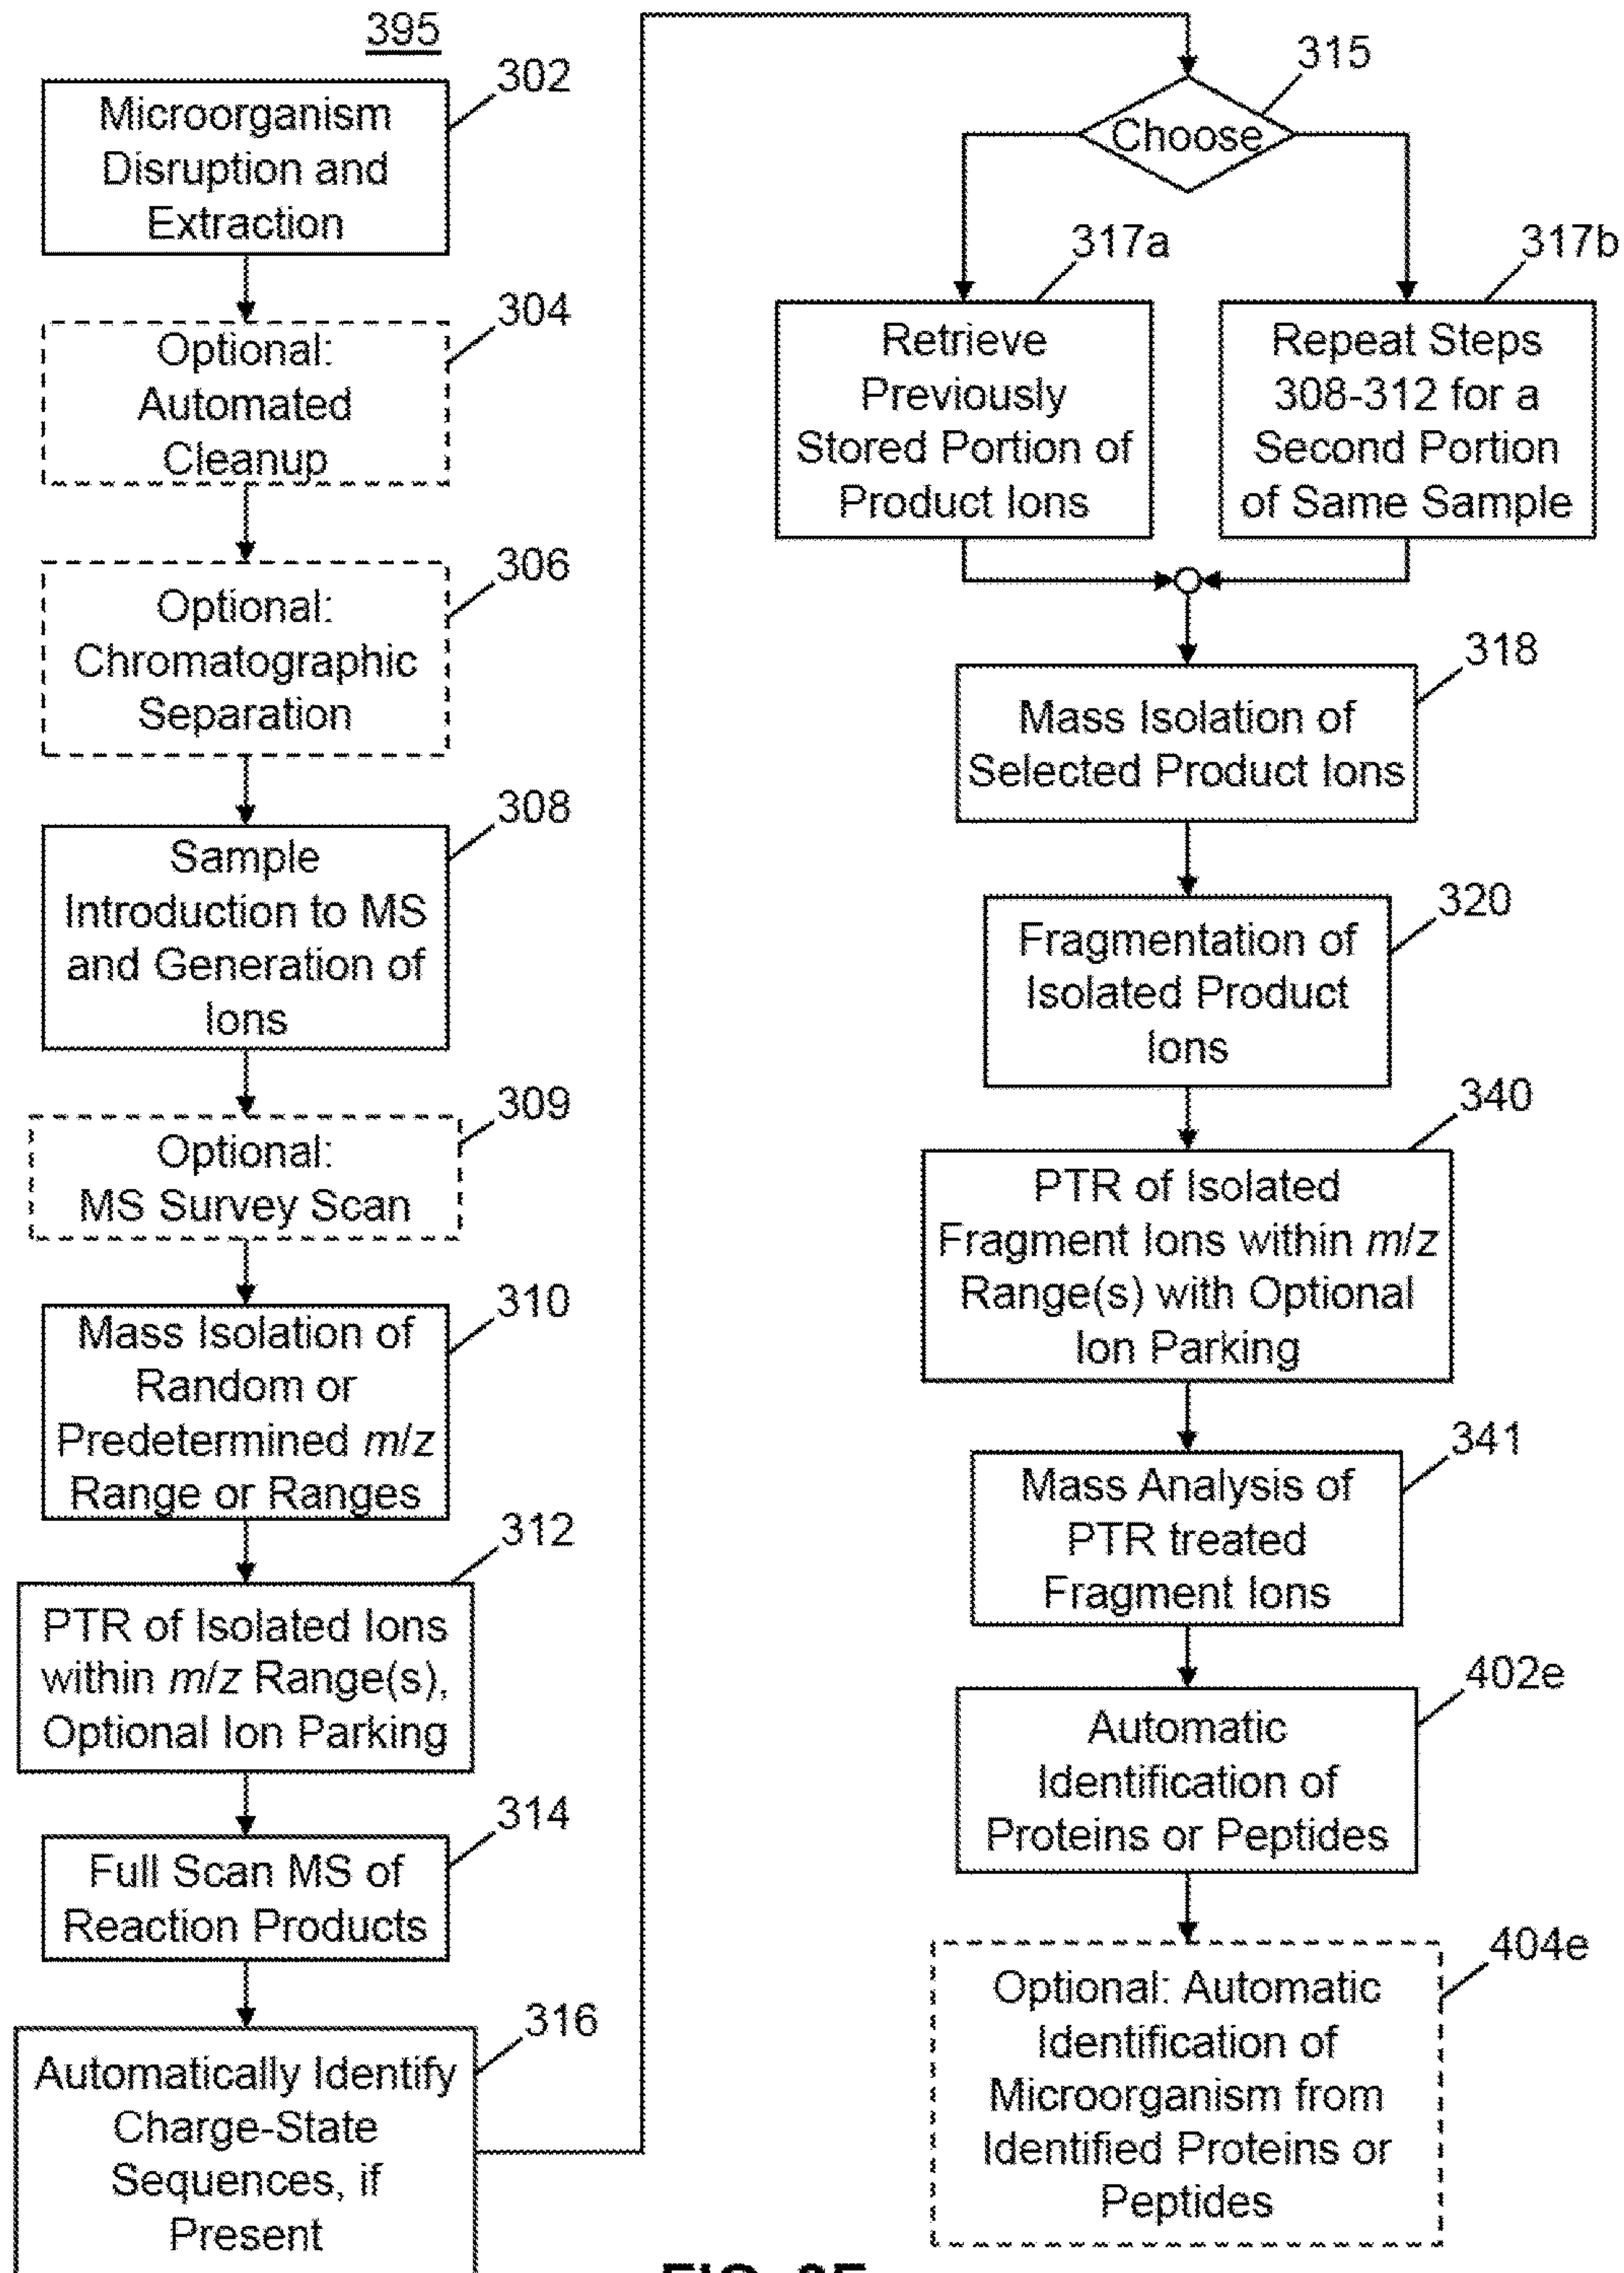 395
302
Microorganism
Disruption and
Extraction
304
Optional:
Automated
Cleanup
306
Optional:
Chromatographic
Separation
308
Sample
Introduction to MS
and Generation of
Ions
309
Optional:
MS Survey Scan
310
Mass Isolation of
Random or
Predetermined m/z
Range or Ranges
312
PTR of Isolated Ions
within m/z Range(s),
Optional Ion Parking
314
Full Scan MS of
Reaction Products
316
Automatically Identify
Charge-State
Sequences, if
Present
315
Choose
317a
Retrieve
Previously
Stored Portion of
Product Ions
317b
Repeat Steps
308-312 for a
Second Portion
of Same Sample
318
Mass Isolation of
Selected Product Ions
320
Fragmentation of
Isolated Product
Ions
340
PTR of Isolated
Fragment Ions within m/z
Range(s) with Optional
Ion Parking
341
Mass Analysis of
PTR treated
Fragment Ions
402e
Automatic
Identification of
Proteins or Peptides
404e
Optional: Automatic
Identification of
Microorganism from
Identified Proteins or
Peptides